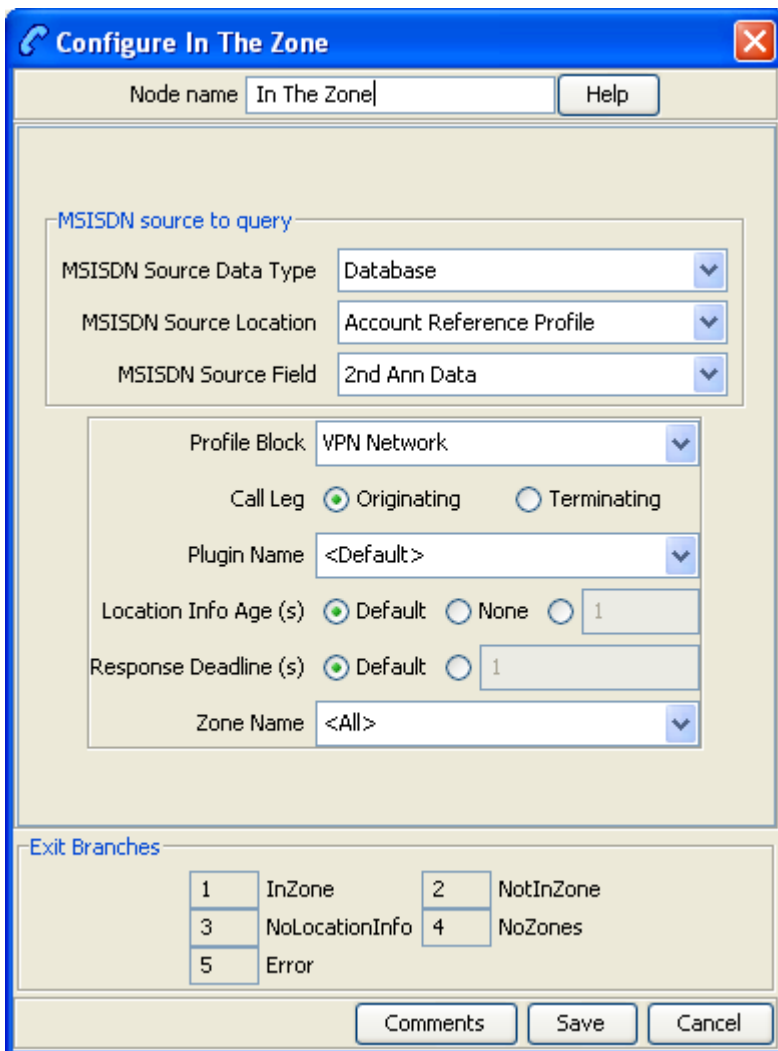 Configure In The Zone
Node name In The Zone Help
MSISDN source to query
MSISDN Source Data Type Database
MSISDN Source Location Account Reference Profile
MSISDN Source Field 2nd Ann Data
Profile Block VPN Network
Call Leg Originating Terminating
Plugin Name <Default>
Location Info Age (s) Default None 1
Response Deadline (s) Default 1
Zone Name <All>
Exit Branches
1 InZone 2 NotInZone
3 NoLocationInfo 4 NoZones
5 Error
Comments Save Cancel